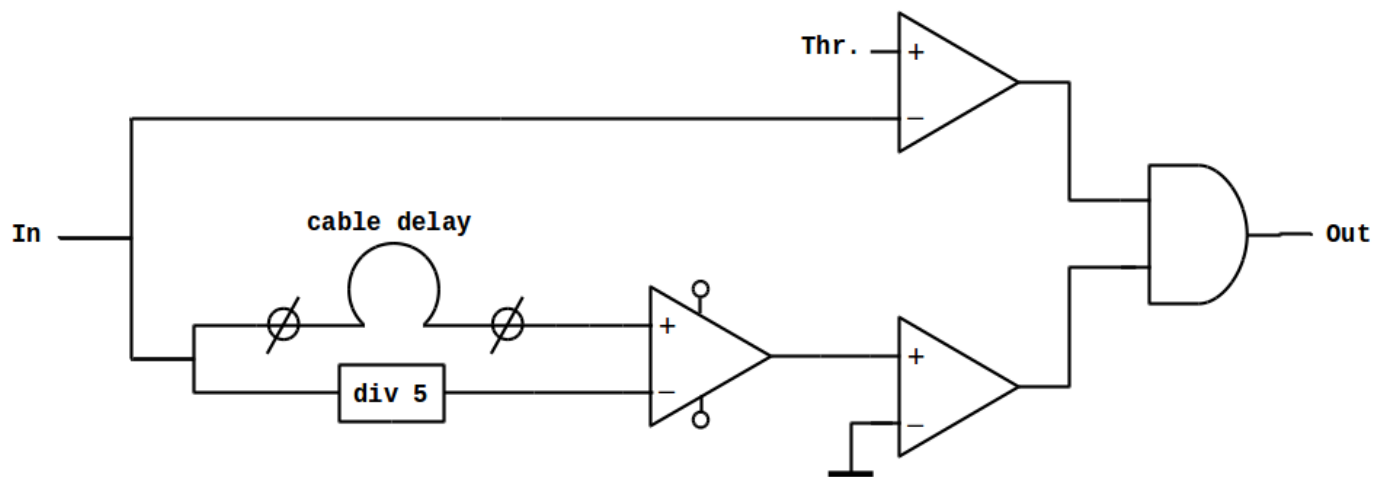 Thr.
+
−
In
cable delay
+
div 5
−
+
−
Out